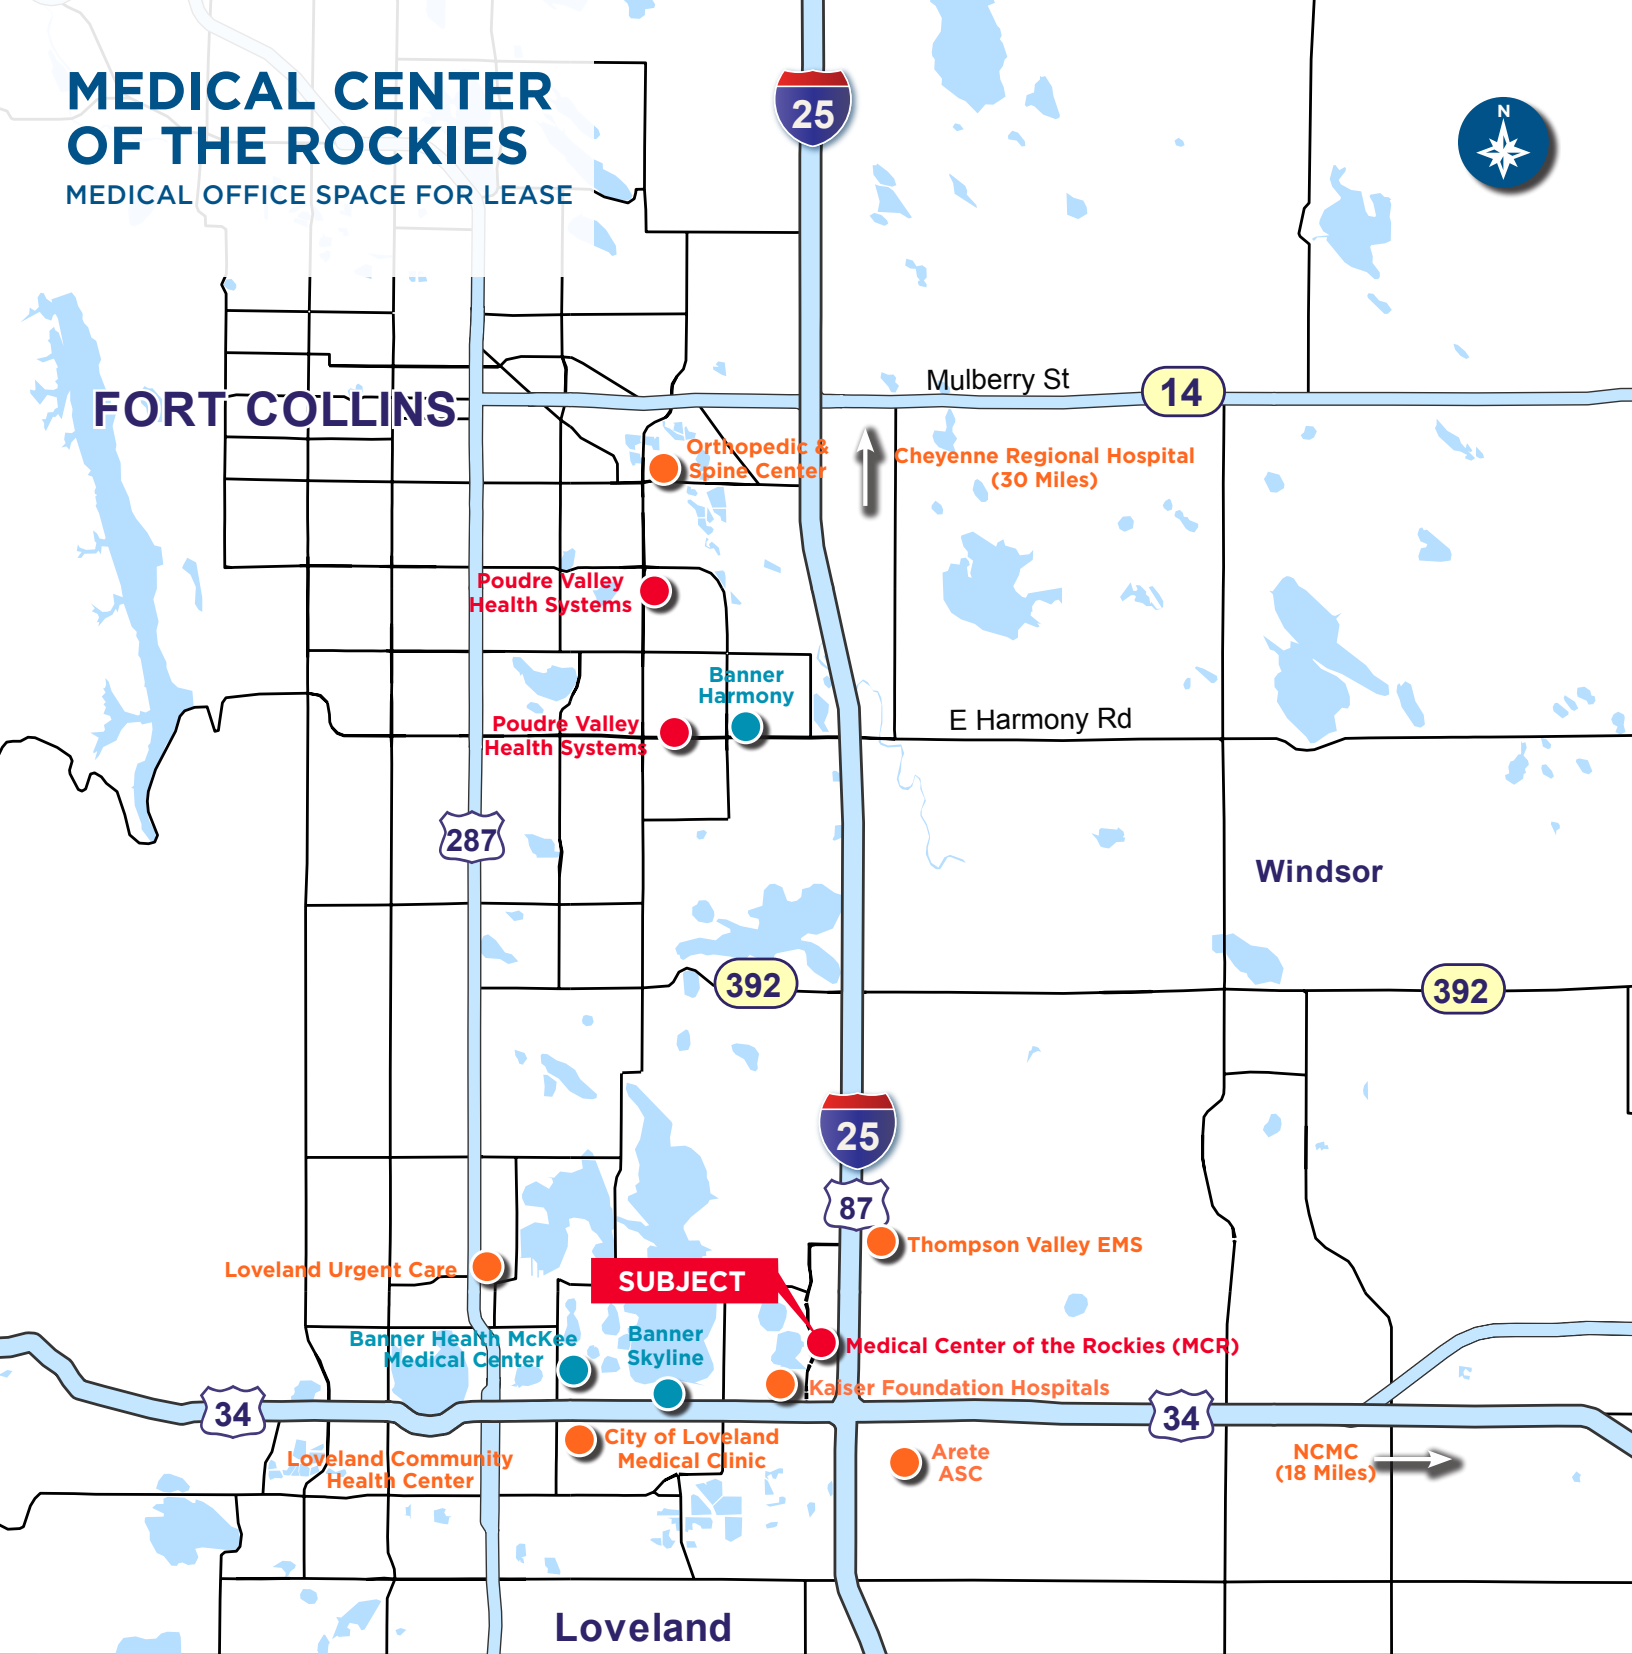 MEDICAL CENTER
OF THE ROCKIES
MEDICAL OFFICE SPACE FOR LEASE
25
N
Mulberry St
14
FORT COLLINS
Orthopedic &
Spine Center
Cheyenne Regional Hospital
(30 Miles)
Poudre Valley
Health Systems
Banner
Harmony
Poudre Valley
Health Systems
E Harmony Rd
287
Windsor
392
392
25
87
Thompson Valley EMS
Loveland Urgent Care
SUBJECT
Banner Health McKee
Medical Center
Banner
Skyline
Medical Center of the Rockies (MCR)
Kaiser Foundation Hospitals
34
34
Loveland Community
Health Center
City of Loveland
Medical Clinic
Arete
ASC
NCMC
(18 Miles)
Loveland